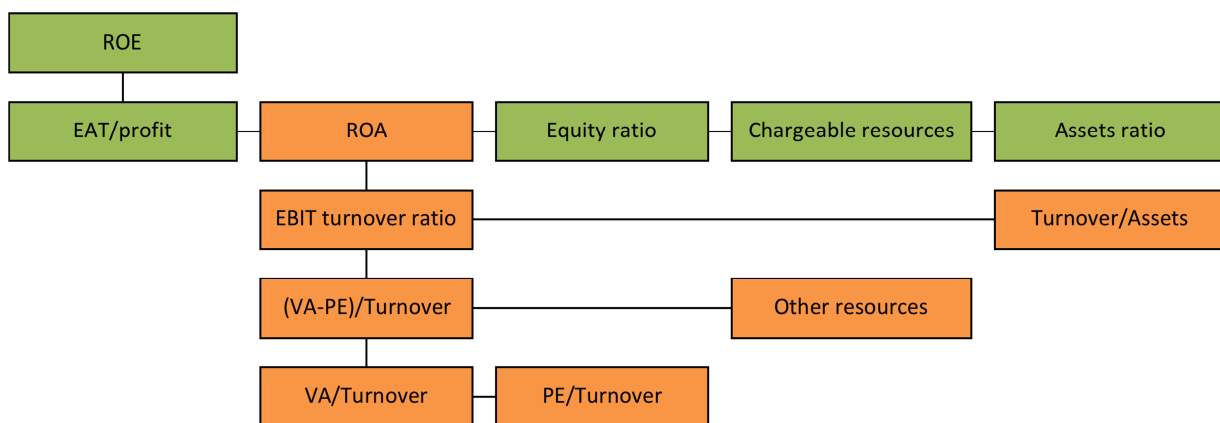 ROE
EAT/profit
ROA
Equity ratio
Chargeable resources
Assets ratio
EBIT turnover ratio
Turnover/Assets
(VA-PE)/Turnover
Other resources
VA/Turnover
PE/Turnover